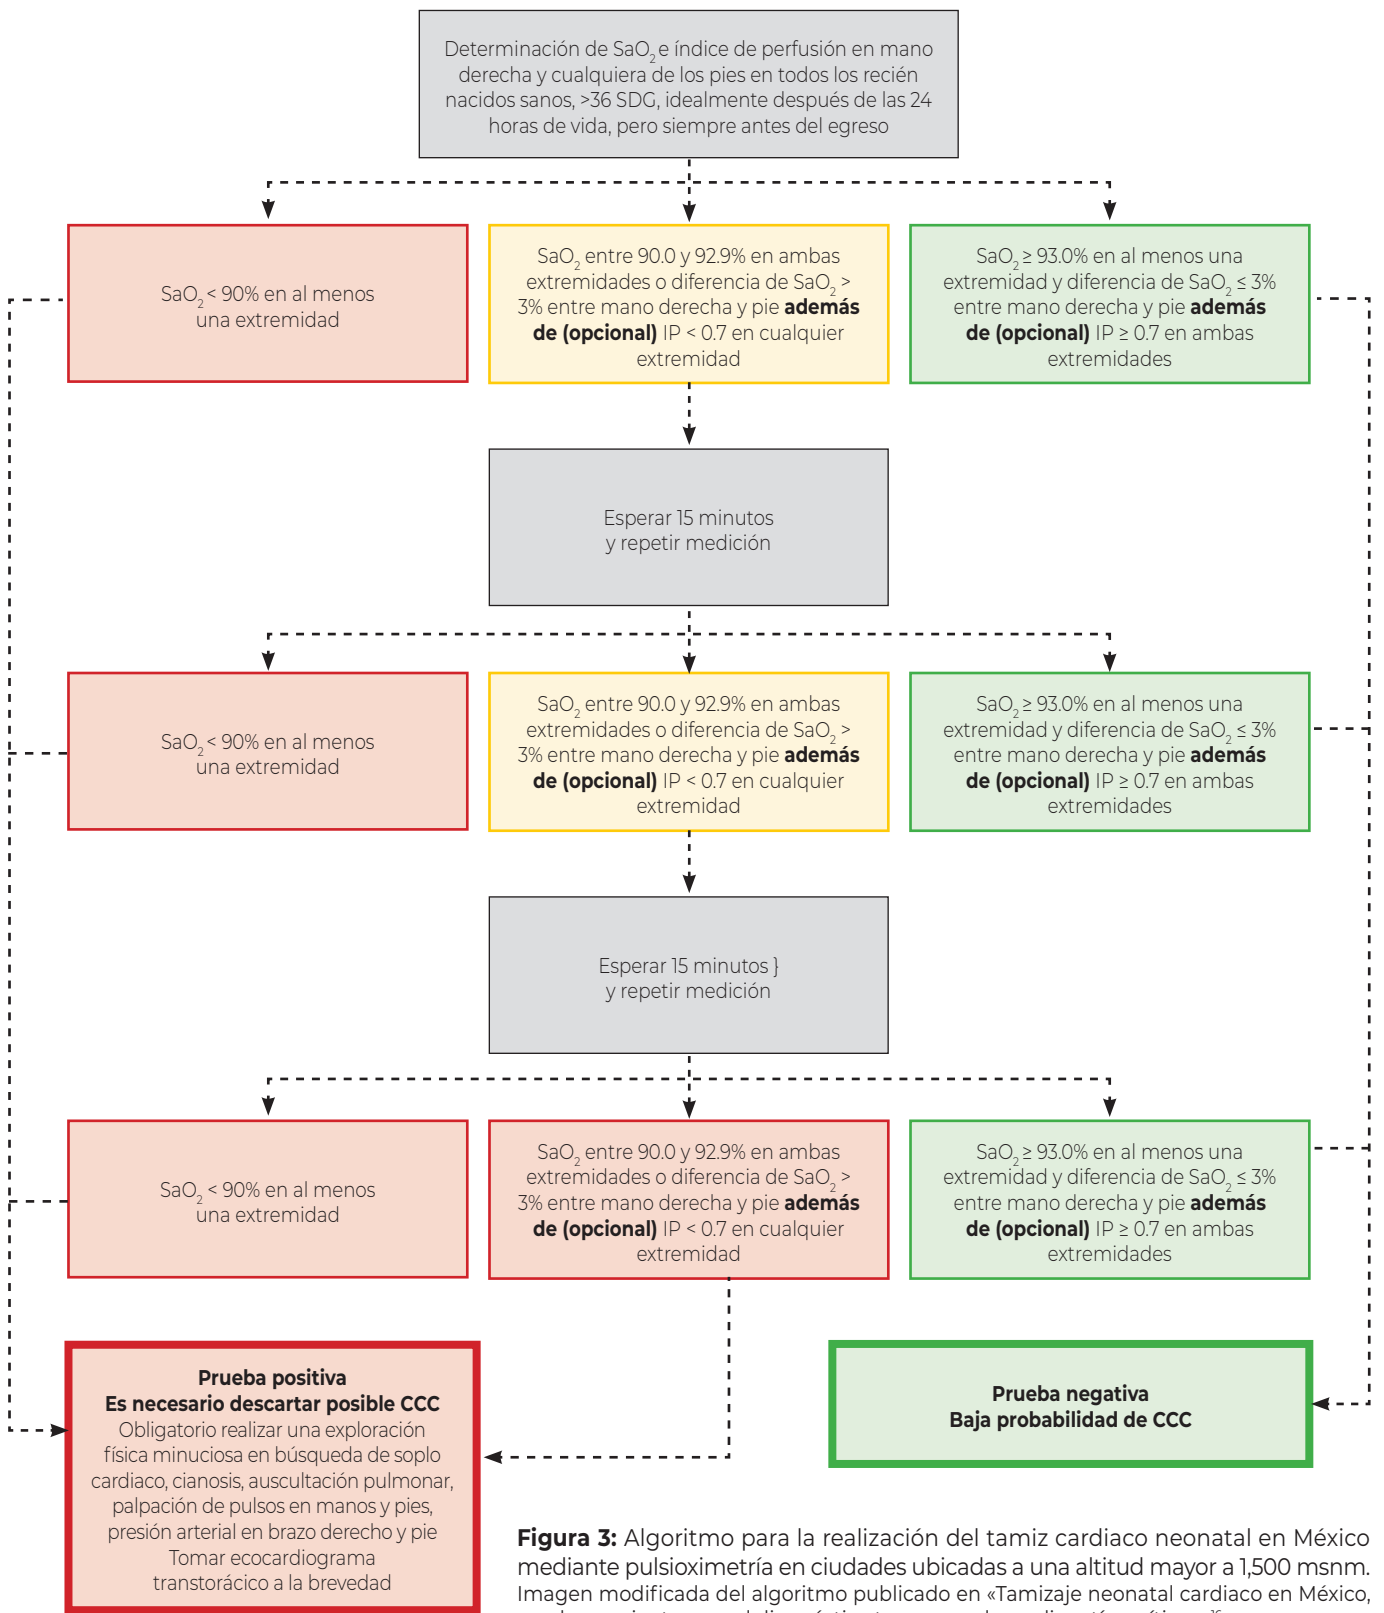 Determinación de SaO₂ e índice de perfusión en mano
derecha y cualquiera de los pies en todos los recién
nacidos sanos, >36 SDG, idealmente después de las 24
horas de vida, pero siempre antes del egreso
SaO₂ < 90% en al menos
una extremidad
SaO₂ entre 90.0 y 92.9% en ambas
extremidades o diferencia de SaO₂ >
3% entre mano derecha y pie además
de (opcional) IP < 0.7 en cualquier
extremidad
SaO₂ ≥ 93.0% en al menos una
extremidad y diferencia de SaO₂ ≤ 3%
entre mano derecha y pie además
de (opcional) IP ≥ 0.7 en ambas
extremidades
Esperar 15 minutos
y repetir medición
SaO₂ < 90% en al menos
una extremidad
SaO₂ entre 90.0 y 92.9% en ambas
extremidades o diferencia de SaO₂ >
3% entre mano derecha y pie además
de (opcional) IP < 0.7 en cualquier
extremidad
SaO₂ ≥ 93.0% en al menos una
extremidad y diferencia de SaO₂ ≤ 3%
entre mano derecha y pie además
de (opcional) IP ≥ 0.7 en ambas
extremidades
Esperar 15 minutos }
y repetir medición
SaO₂ < 90% en al menos
una extremidad
SaO₂ entre 90.0 y 92.9% en ambas
extremidades o diferencia de SaO₂ >
3% entre mano derecha y pie además
de (opcional) IP < 0.7 en cualquier
extremidad
SaO₂ ≥ 93.0% en al menos una
extremidad y diferencia de SaO₂ ≤ 3%
entre mano derecha y pie además
de (opcional) IP ≥ 0.7 en ambas
extremidades
Prueba positiva
Es necesario descartar posible CCC
Obligatorio realizar una exploración
física minuciosa en búsqueda de soplo
cardiaco, cianosis, auscultación pulmonar,
palpación de pulsos en manos y pies,
presión arterial en brazo derecho y pie
Tomar ecocardiograma
transtorácico a la brevedad
Prueba negativa
Baja probabilidad de CCC
Figura 3: Algoritmo para la realización del tamiz cardiaco neonatal en México
mediante pulsioximetría en ciudades ubicadas a una altitud mayor a 1,500 msnm.
Imagen modificada del algoritmo publicado en «Tamizaje neonatal cardiaco en México,